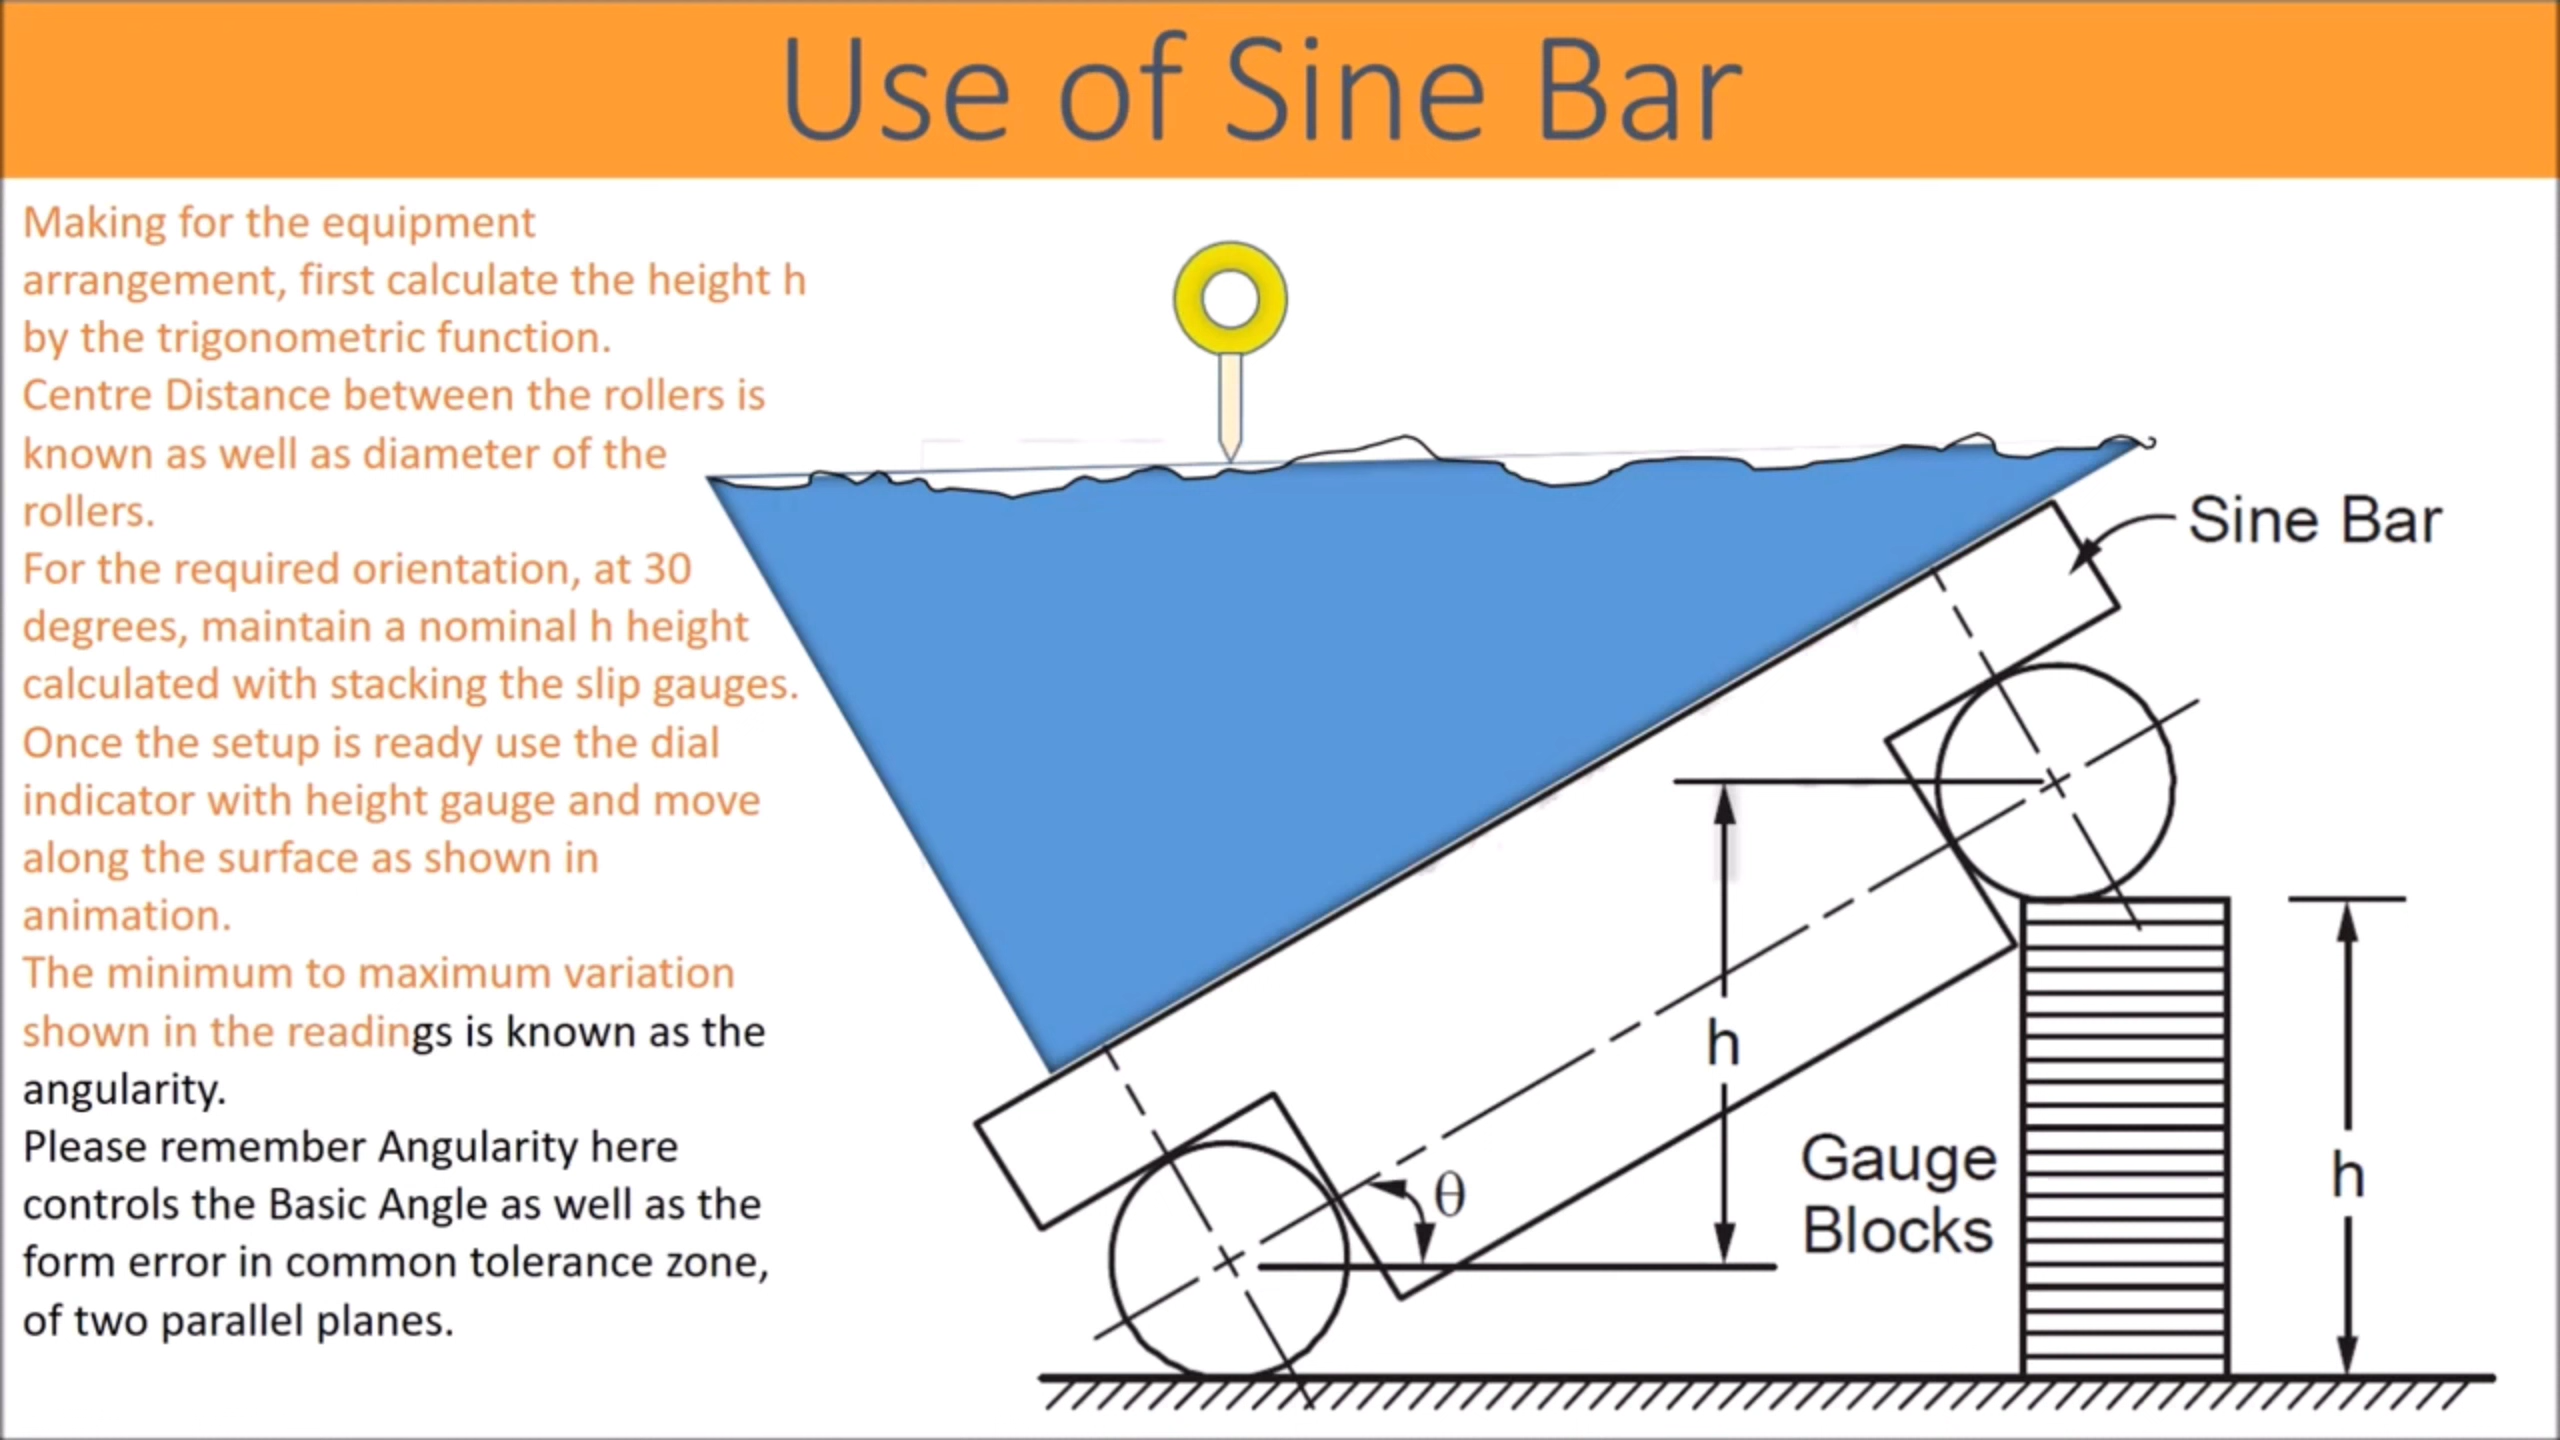 Use of Sine Bar
Making for the equipment
arrangement, first calculate the height h
by the trigonometric function.
Centre Distance between the rollers is
known as well as diameter of the
rollers.
For the required orientation, at 30
degrees, maintain a nominal h height
calculated with stacking the slip gauges.
Once the setup is ready use the dial
indicator with height gauge and move
along the surface as shown in
animation.
The minimum to maximum variation
shown in the readings is known as the
angularity.
Please remember Angularity here
controls the Basic Angle as well as the
form error in common tolerance zone,
of two parallel planes.
Sine Bar
h
θ
Gauge
Blocks
h